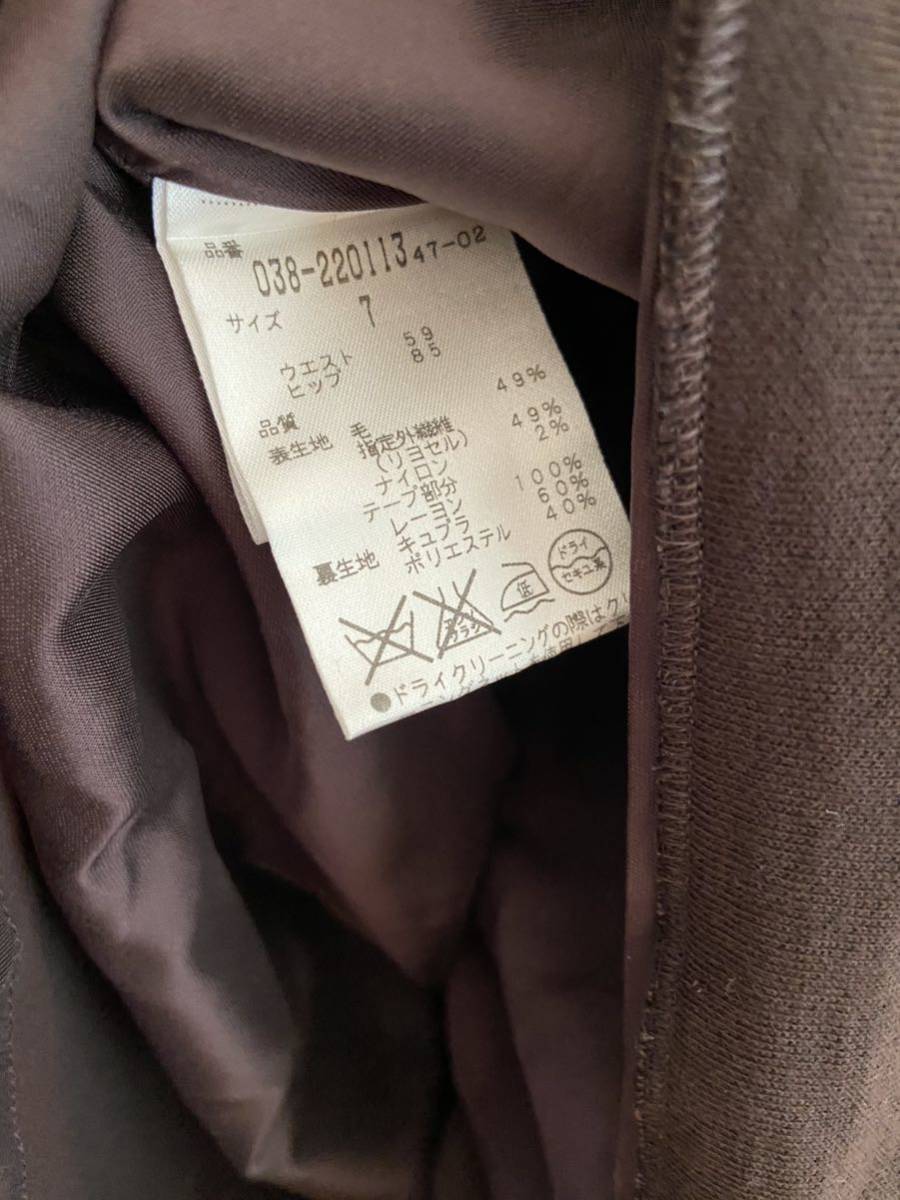 品番
038-220113 47-02
サイズ 7
ウエスト 59
ヒップ 85
品質
表生地 毛 49%
指定外繊維
(リヨセル) 49%
ナイロン 2%
テープ部分
レーヨン 100%
裏生地 キュプラ 60%
ポリエステル 40%
低
ドライ
セキユ系
●ドライクリーニングの際はク